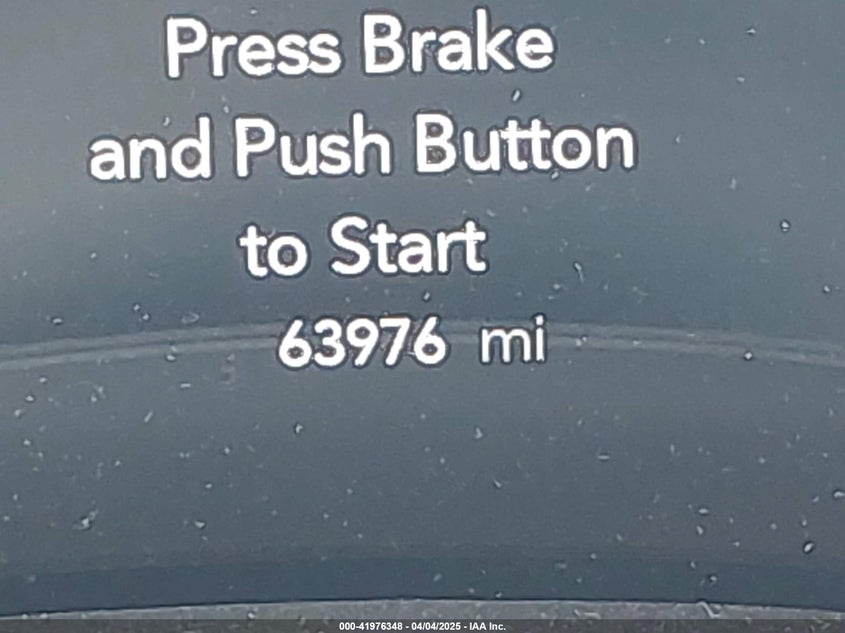 Press Brake
and Push Button
to Start
63976 mi
000-41976348 - 04/04/2025 - IAA Inc.